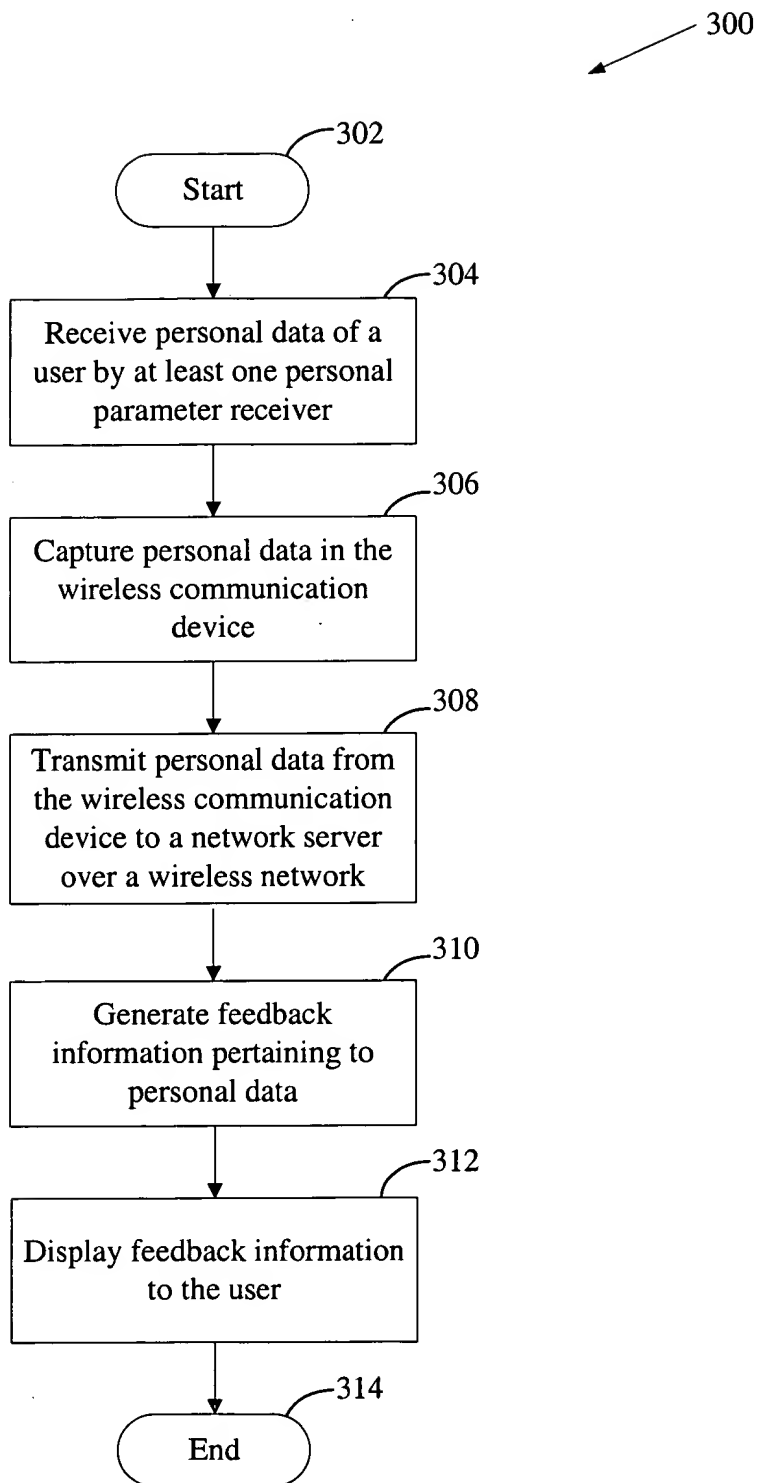 300
302
Start
304
Receive personal data of a
user by at least one personal
parameter receiver
306
Capture personal data in the
wireless communication
device
308
Transmit personal data from
the wireless communication
device to a network server
over a wireless network
310
Generate feedback
information pertaining to
personal data
312
Display feedback information
to the user
314
End